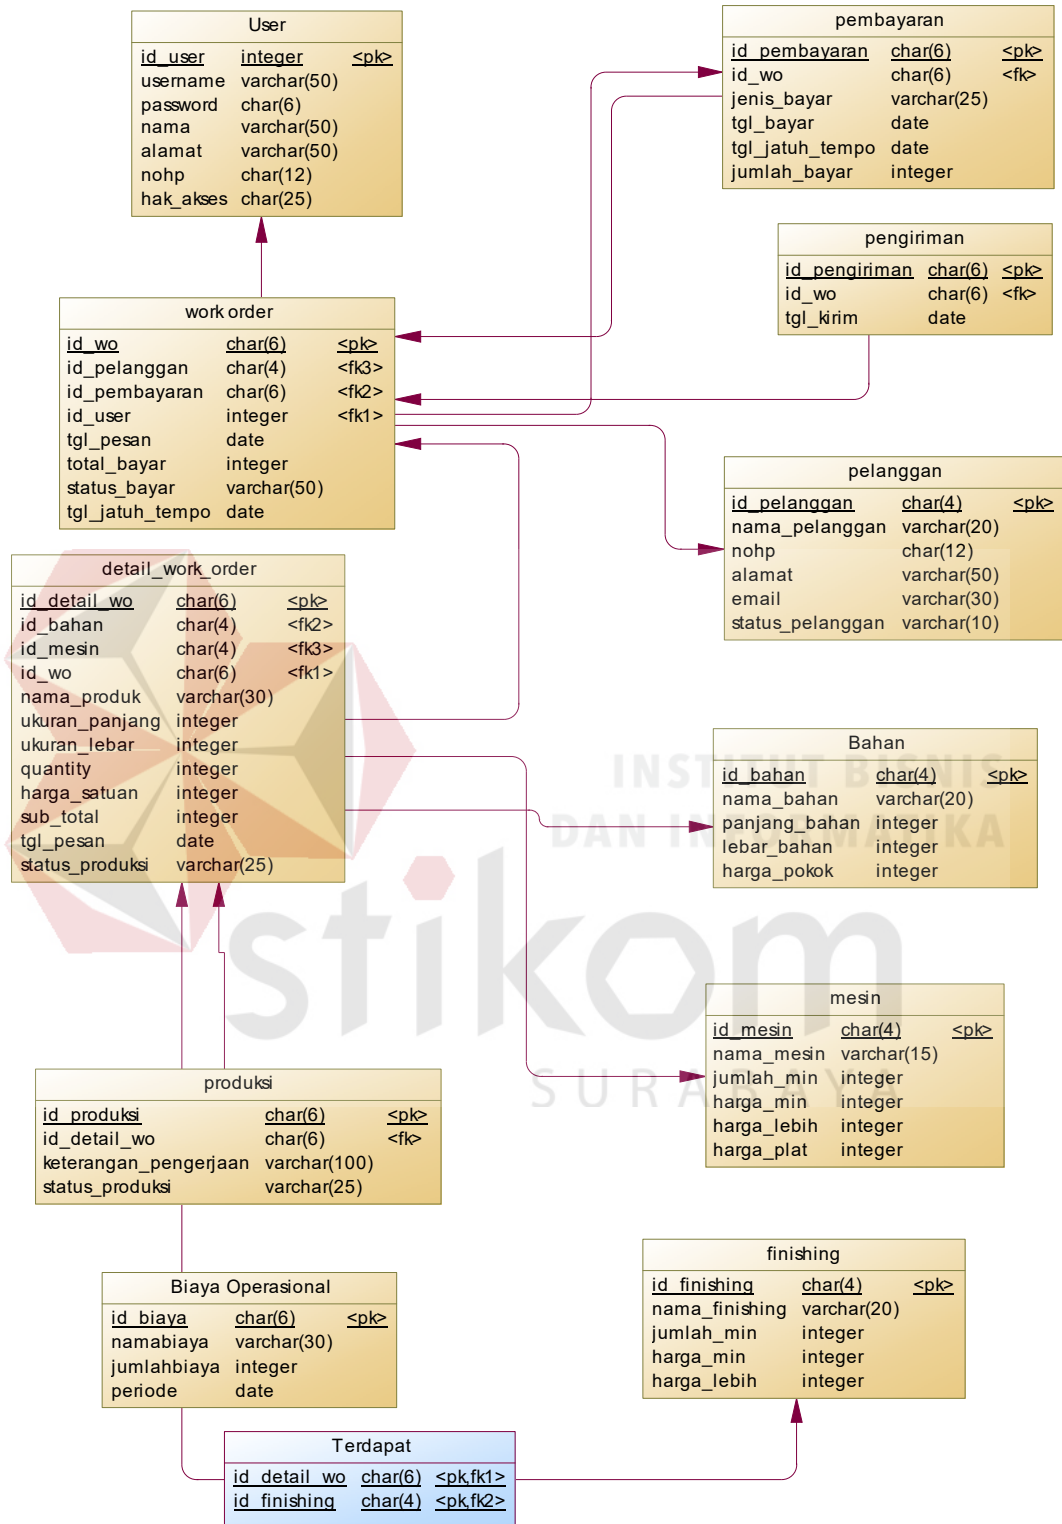 User
id_user integer <pk>
username varchar(50)
password char(6)
nama varchar(50)
alamat varchar(50)
nohp char(12)
hak_akses char(25)
pembayaran
id_pembayaran char(6) <pk>
id_wo char(6) <fk>
jenis_bayar varchar(25)
tgl_bayar date
tgl_jatuh_tempo date
jumlah_bayar integer
pengiriman
id_pengiriman char(6) <pk>
id_wo char(6) <fk>
tgl_kirim date
work order
id_wo char(6) <pk>
id_pelanggan char(4) <fk3>
id_pembayaran char(6) <fk2>
id_user integer <fk1>
tgl_pesan date
total_bayar integer
status_bayar varchar(50)
tgl_jatuh_tempo date
pelanggan
id_pelanggan char(4) <pk>
nama_pelanggan varchar(20)
nohp char(12)
alamat varchar(50)
email varchar(30)
status_pelanggan varchar(10)
detail_work_order
id_detail_wo char(6) <pk>
id_bahan char(4) <fk2>
id_mesin char(4) <fk3>
id_wo char(6) <fk1>
nama_produk varchar(30)
ukuran_panjang integer
ukuran_lebar integer
quantity integer
harga_satuan integer
sub_total integer
tgl_pesan date
status_produksi varchar(25)
Bahan
id_bahan char(4) <pk>
nama_bahan varchar(20)
panjang_bahan integer
lebar_bahan integer
harga_pokok integer
INSTITUT BISNIS
DAN INFORMATIKA
stikom
SURABAYA
mesin
id_mesin char(4) <pk>
nama_mesin varchar(15)
jumlah_min integer
harga_min integer
harga_lebih integer
harga_plat integer
produksi
id_produksi char(6) <pk>
id_detail_wo char(6) <fk>
keterangan_pengerjaan varchar(100)
status_produksi varchar(25)
Biaya Operasional
id_biaya char(6) <pk>
namabiaya varchar(30)
jumlahbiaya integer
periode date
finishing
id_finishing char(4) <pk>
nama_finishing varchar(20)
jumlah_min integer
harga_min integer
harga_lebih integer
Terdapat
id_detail_wo char(6) <pk,fk1>
id_finishing char(4) <pk,fk2>